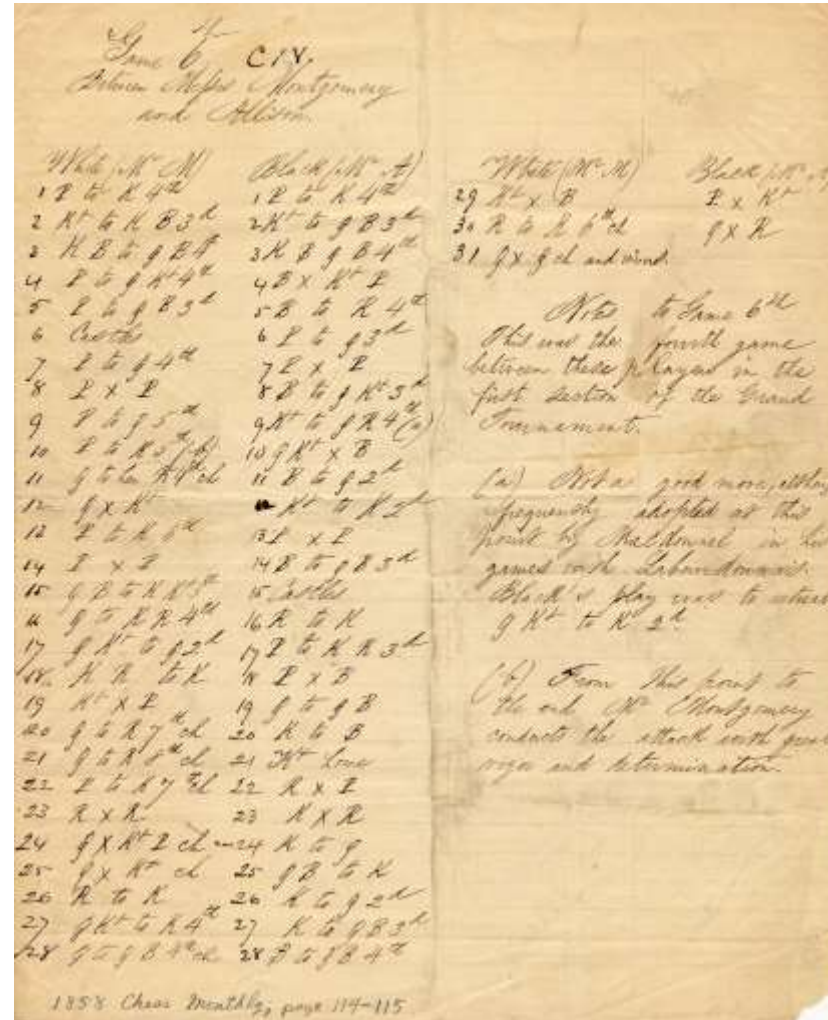 Game 6th C18.
Between Messrs Montgomery
and Allison.
White (Mr M) Black (Mr A)
1 P to K 4th 1 P to K 4th
2 Kt to K B 3d 2 Kt to Q B 3d
3 K B to Q B 4 3 K B Q B 4th
4 P to Q Kt 4th 4 B x Kt P
5 P to Q B 3d 5 B to R 4th
6 Castles 6 P to Q 3d
7 P to Q 4th 7 P x P
8 P x P 8 B to Q Kt 3d
9 P to Q 5th 9 Kt to Q R 4th (a)
10 P to K 5th (b) 10 Q Kt x B
11 Q to her R 4th ch 11 B to Q 2d
12 Q x Kt 12 Kt to K 2d
13 P to K 6th 13 P x P
14 P x P 14 B to Q B 3d
15 Q B to K Kt 5th 15 Castles
16 Q to K R 4th 16 R to K
17 Q Kt to Q 2d 17 P to K R 3d
18. K R to K 18 P x B
19 Kt x P 19 Q to Q B
20 Q to R 7th ch 20 K to B
21 Q to R 8th ch 21 Kt Cover
22 P to K 7th ch 22 R x P
23 R x R 23 K x R
24 Q x Kt P ch 24 K to Q
25 Q x Kt ch 25 Q B to K
26 R to K 26 K to Q 2d
27 Q Kt to K 4th 27 K to Q B 3d
28 Q to Q B 4th ch 28 B to Q B 4th
1858 Chess Monthly, page 114-115
White (Mr M) Black (Mr A
29 Kt x B P x Kt
30 R to K 6th ch Q x R
31 Q x Q ch and wins.
Notes to Game 6th
This was the fourth game
between these players in the
first section of the Grand
Tournament.
(a) Not a good move, although
frequently adopted at this
point by MacDonnel in his
games with Labourdonnais.
Black's play was to retreat
Q Kt to K 2d.
(b) From this point to
the end Mr Montgomery
conducts the attack with great
vigor and determination.